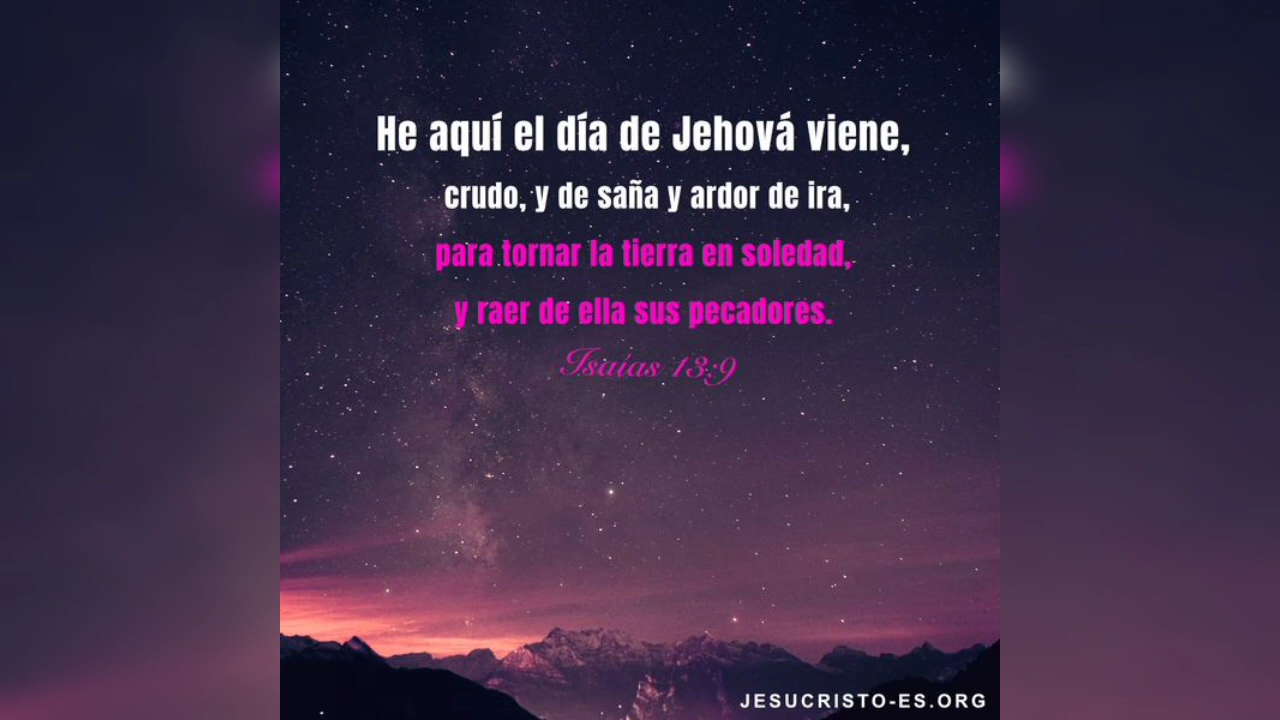 He aquí el día de Jehová viene,
crudo, y de saña y ardor de ira,
para tornar la tierra en soledad,
y raer de ella sus pecadores.
Isaías 13:9
JESUCRISTO-ES.ORG